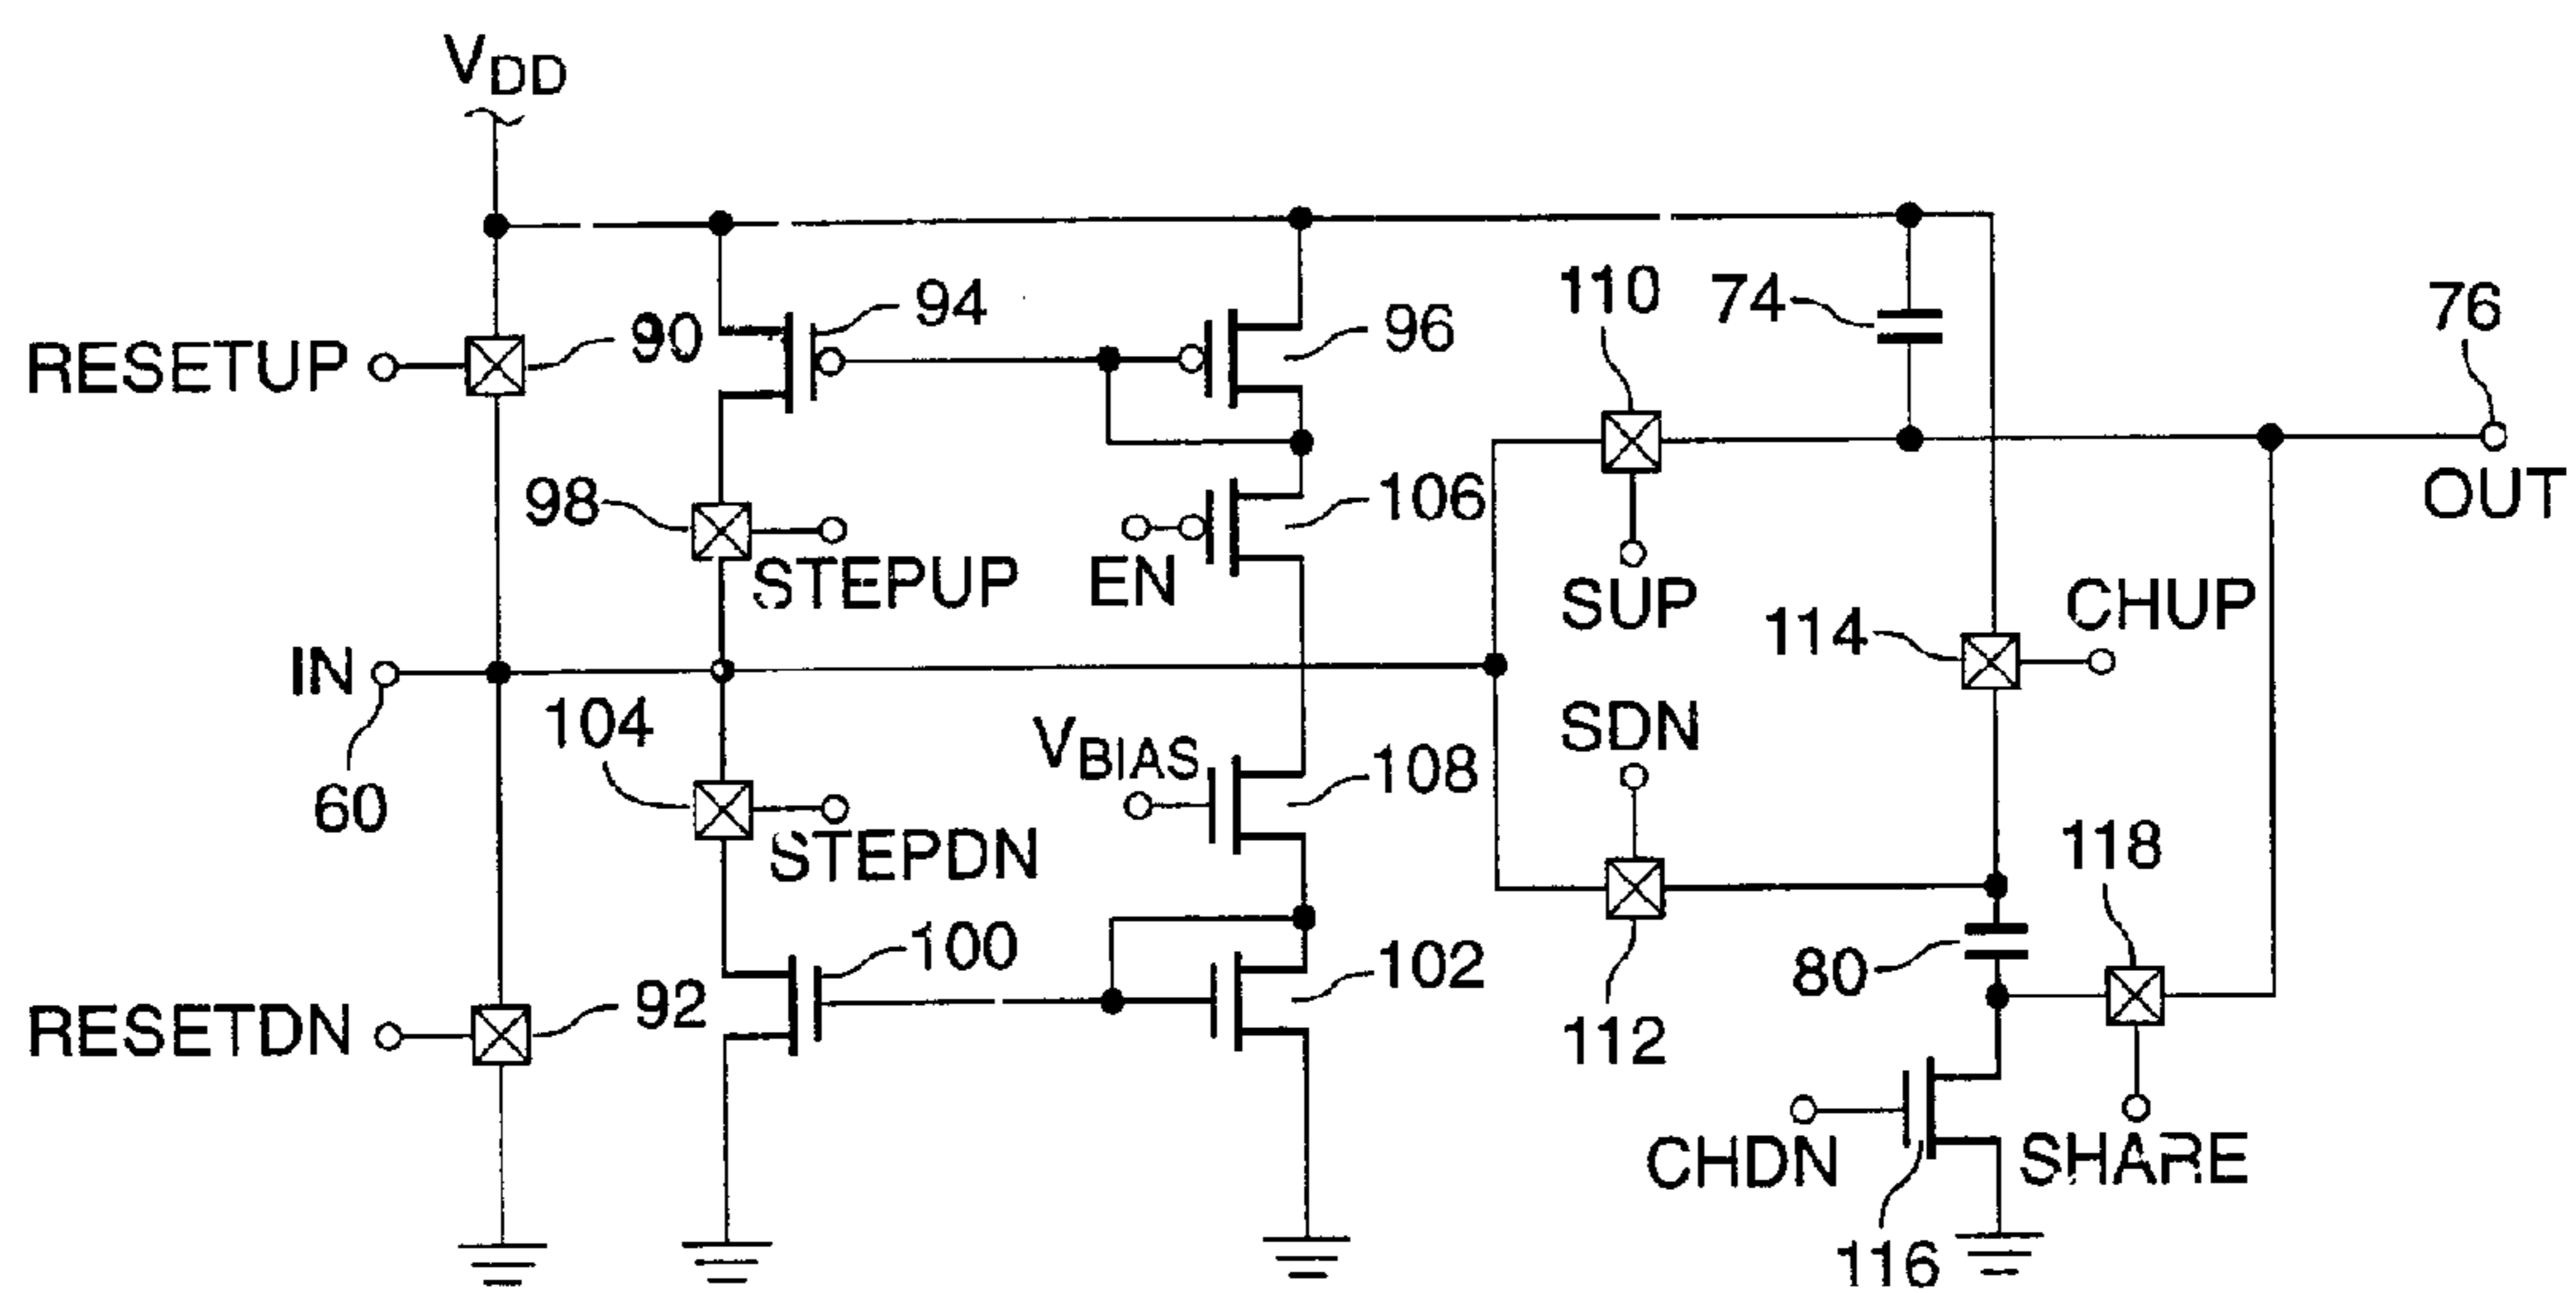 VDD
94
96
110
74
76
RESETUP
90
OUT
98
STEPUP
EN
106
SUP
CHUP
114
IN
60
104
STEPDN
VBIAS
108
SDN
118
RESETDN
92
100
102
112
80
CHDN
SHARE
116